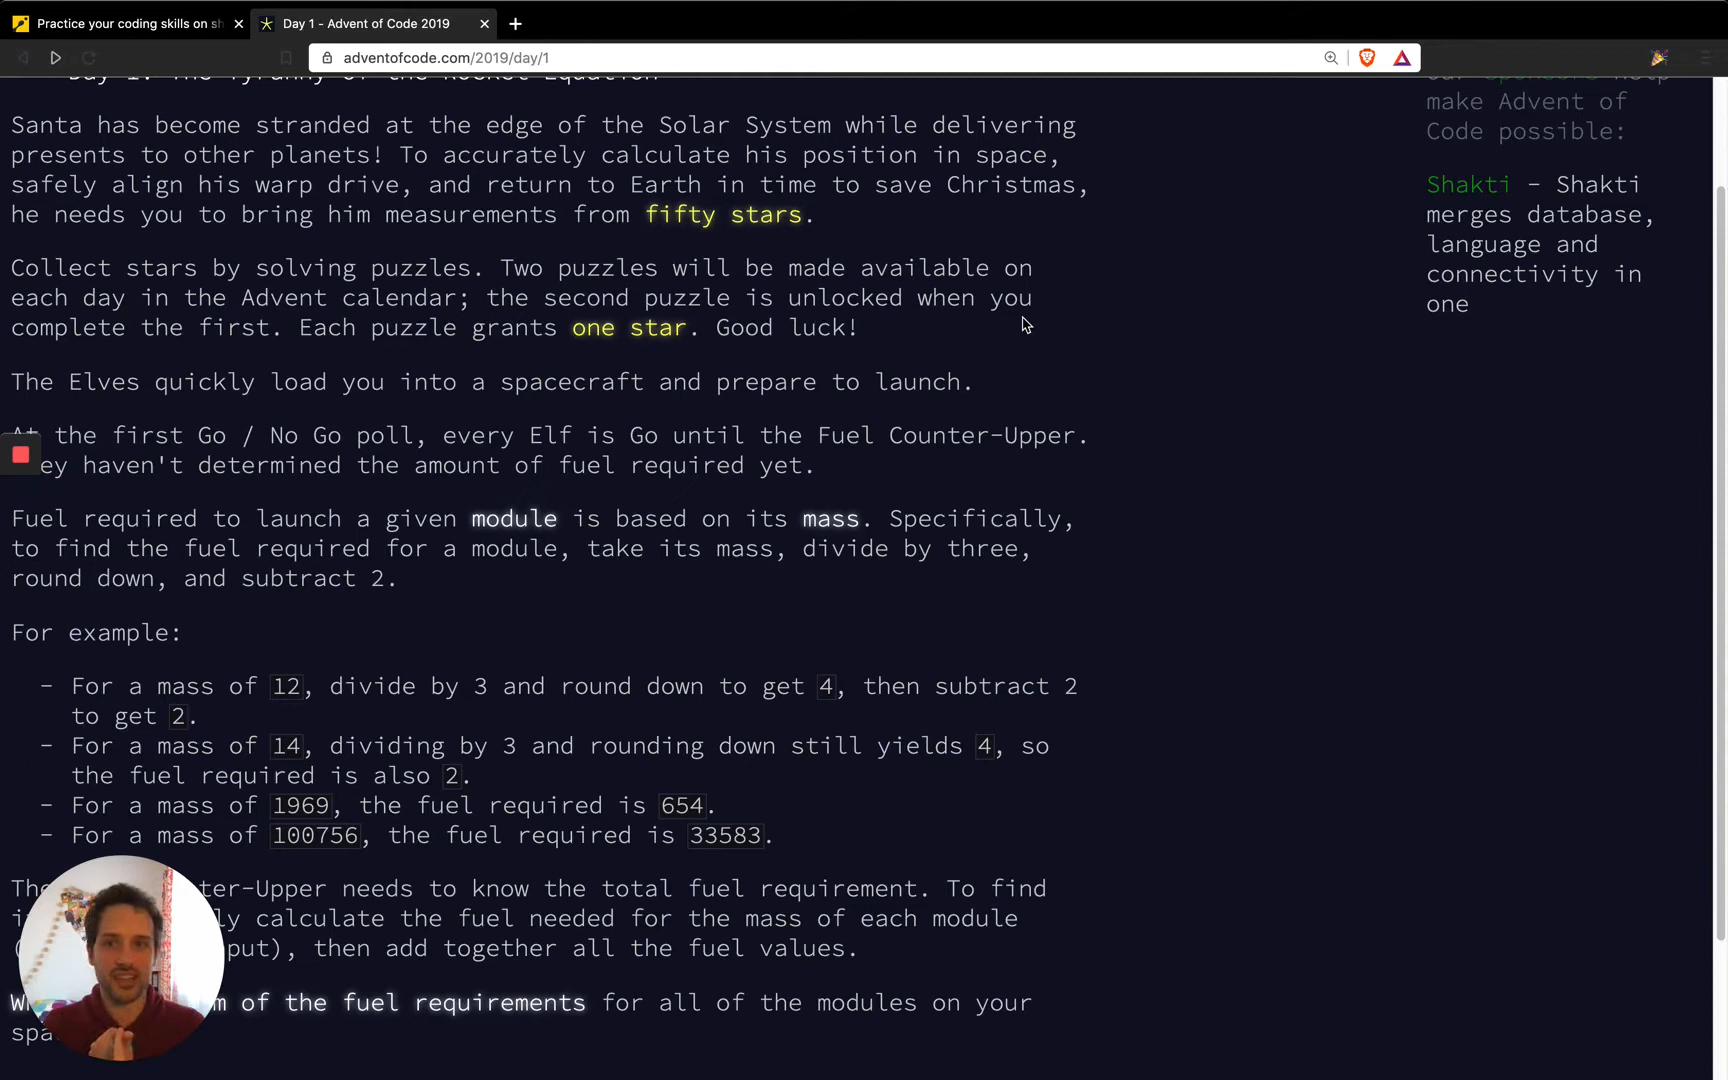 Practice your coding skills on sh
Day 1 - Advent of Code 2019
adventofcode.com/2019/day/1
Day 1: The Tyranny of the Rocket Equation
Santa has become stranded at the edge of the Solar System while delivering
presents to other planets! To accurately calculate his position in space,
safely align his warp drive, and return to Earth in time to save Christmas,
he needs you to bring him measurements from fifty stars.
Collect stars by solving puzzles. Two puzzles will be made available on
each day in the Advent calendar; the second puzzle is unlocked when you
complete the first. Each puzzle grants one star. Good luck!
The Elves quickly load you into a spacecraft and prepare to launch.
At the first Go / No Go poll, every Elf is Go until the Fuel Counter-Upper.
ey haven't determined the amount of fuel required yet.
Fuel required to launch a given module is based on its mass. Specifically,
to find the fuel required for a module, take its mass, divide by three,
round down, and subtract 2.
For example:
- For a mass of 12, divide by 3 and round down to get 4, then subtract 2
to get 2.
- For a mass of 14, dividing by 3 and rounding down still yields 4, so
the fuel required is also 2.
- For a mass of 1969, the fuel required is 654.
- For a mass of 100756, the fuel required is 33583.
The ter-Upper needs to know the total fuel requirement. To find
i ly calculate the fuel needed for the mass of each module
( put), then add together all the fuel values.
W m of the fuel requirements for all of the modules on your
spa
our sponsors help
make Advent of
Code possible:
Shakti - Shakti
merges database,
language and
connectivity in
one